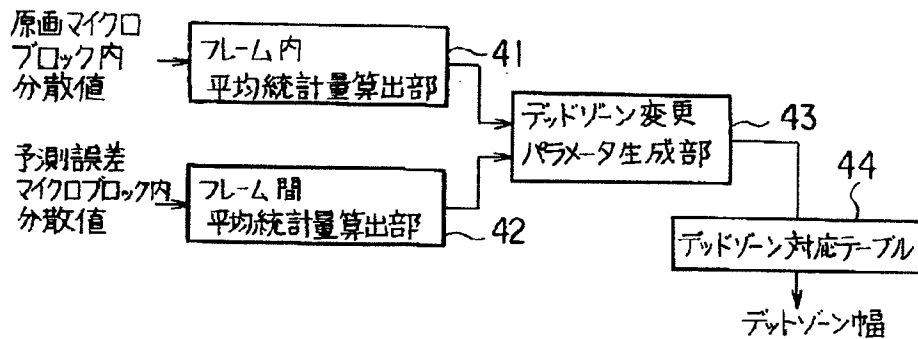 原画マイクロ
ブロック内
分散値
フレーム内
平均統計量算出部
41
予測誤差
マイクロブロック内
分散値
フレーム間
平均統計量算出部
42
デッドゾーン変更
パラメータ生成部
43
44
デッドゾーン対応テーブル
デットゾーン幅